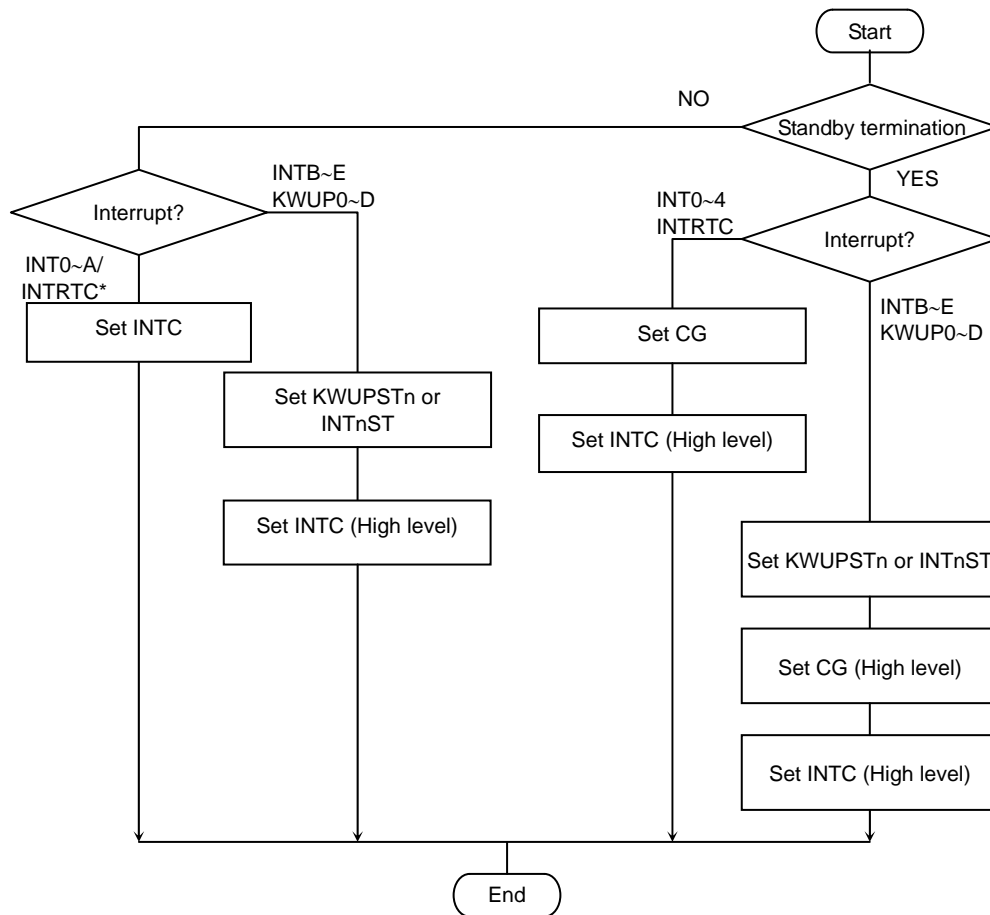 Start
NO
Standby termination
YES
INTB~E
KWUP0~D
INT0~4
INTRTC
Interrupt?
Interrupt?
INT0~A/
INTRTC*
INTB~E
KWUP0~D
Set INTC
Set CG
Set KWUPSTn or
INTnST
Set INTC (High level)
Set INTC (High level)
Set KWUPSTn or INTnST
Set CG (High level)
Set INTC (High level)
End